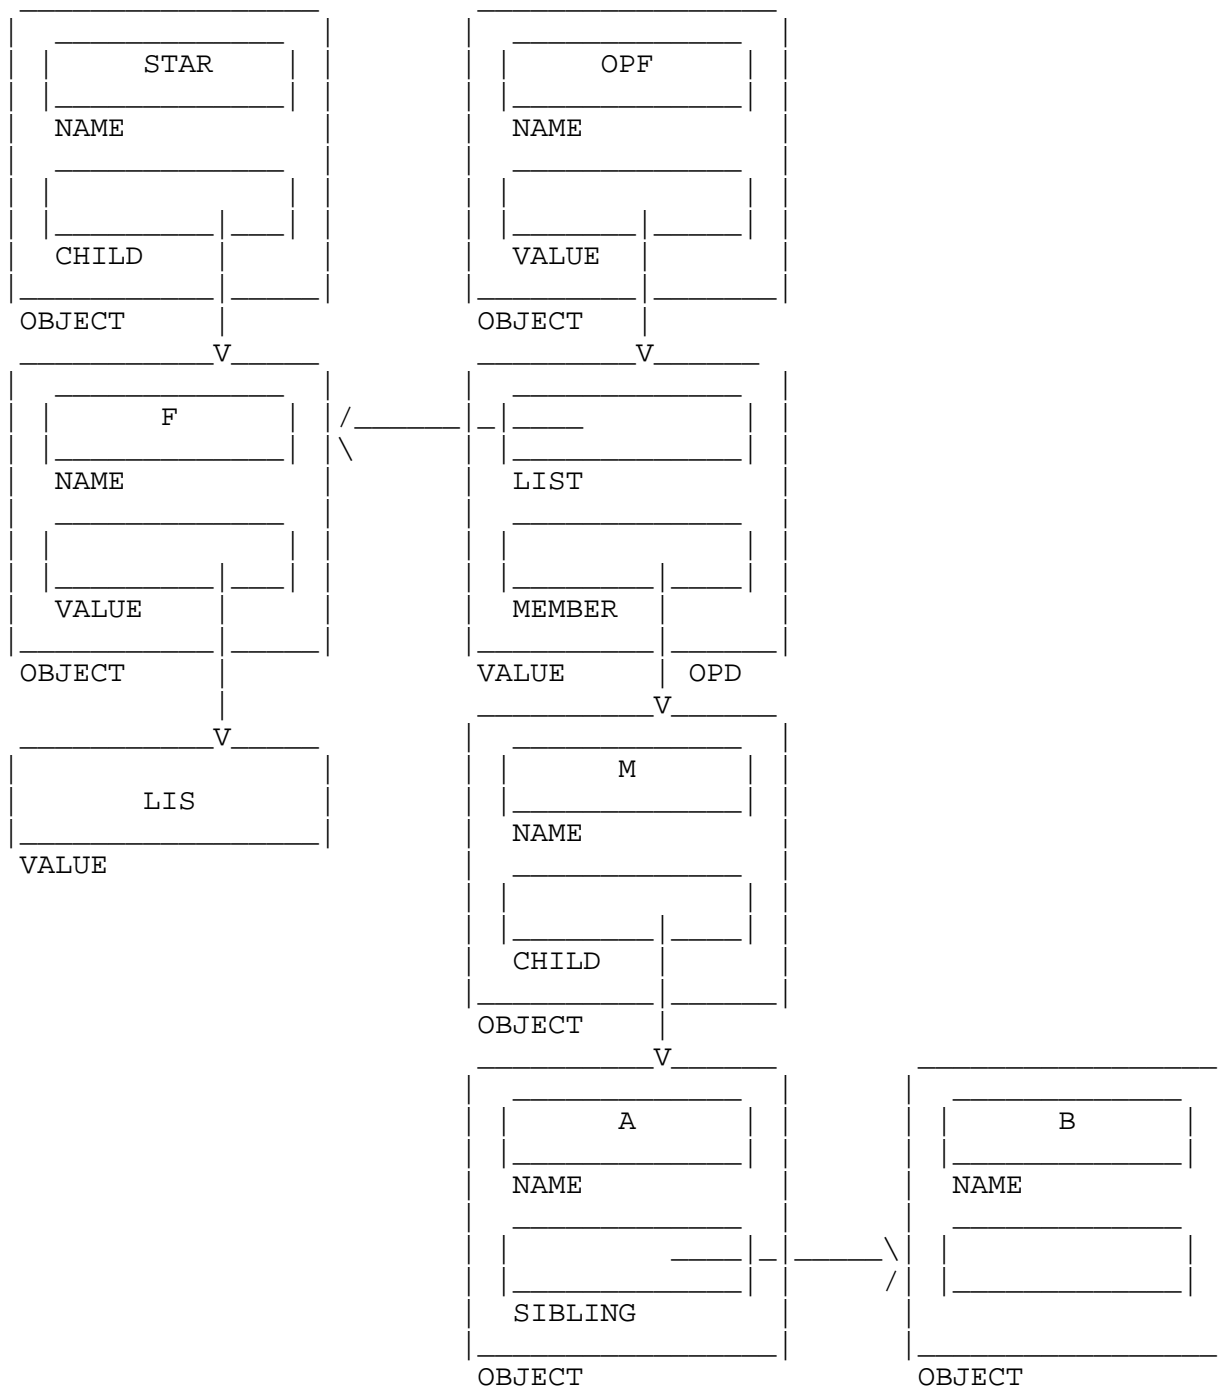 STAR OPF
NAME NAME
CHILD VALUE
OBJECT OBJECT
V V
F
NAME LIST
VALUE MEMBER
OBJECT VALUE OPD
V
V
M
LIS
NAME
VALUE
CHILD
OBJECT
V
A B
NAME NAME
SIBLING
OBJECT OBJECT